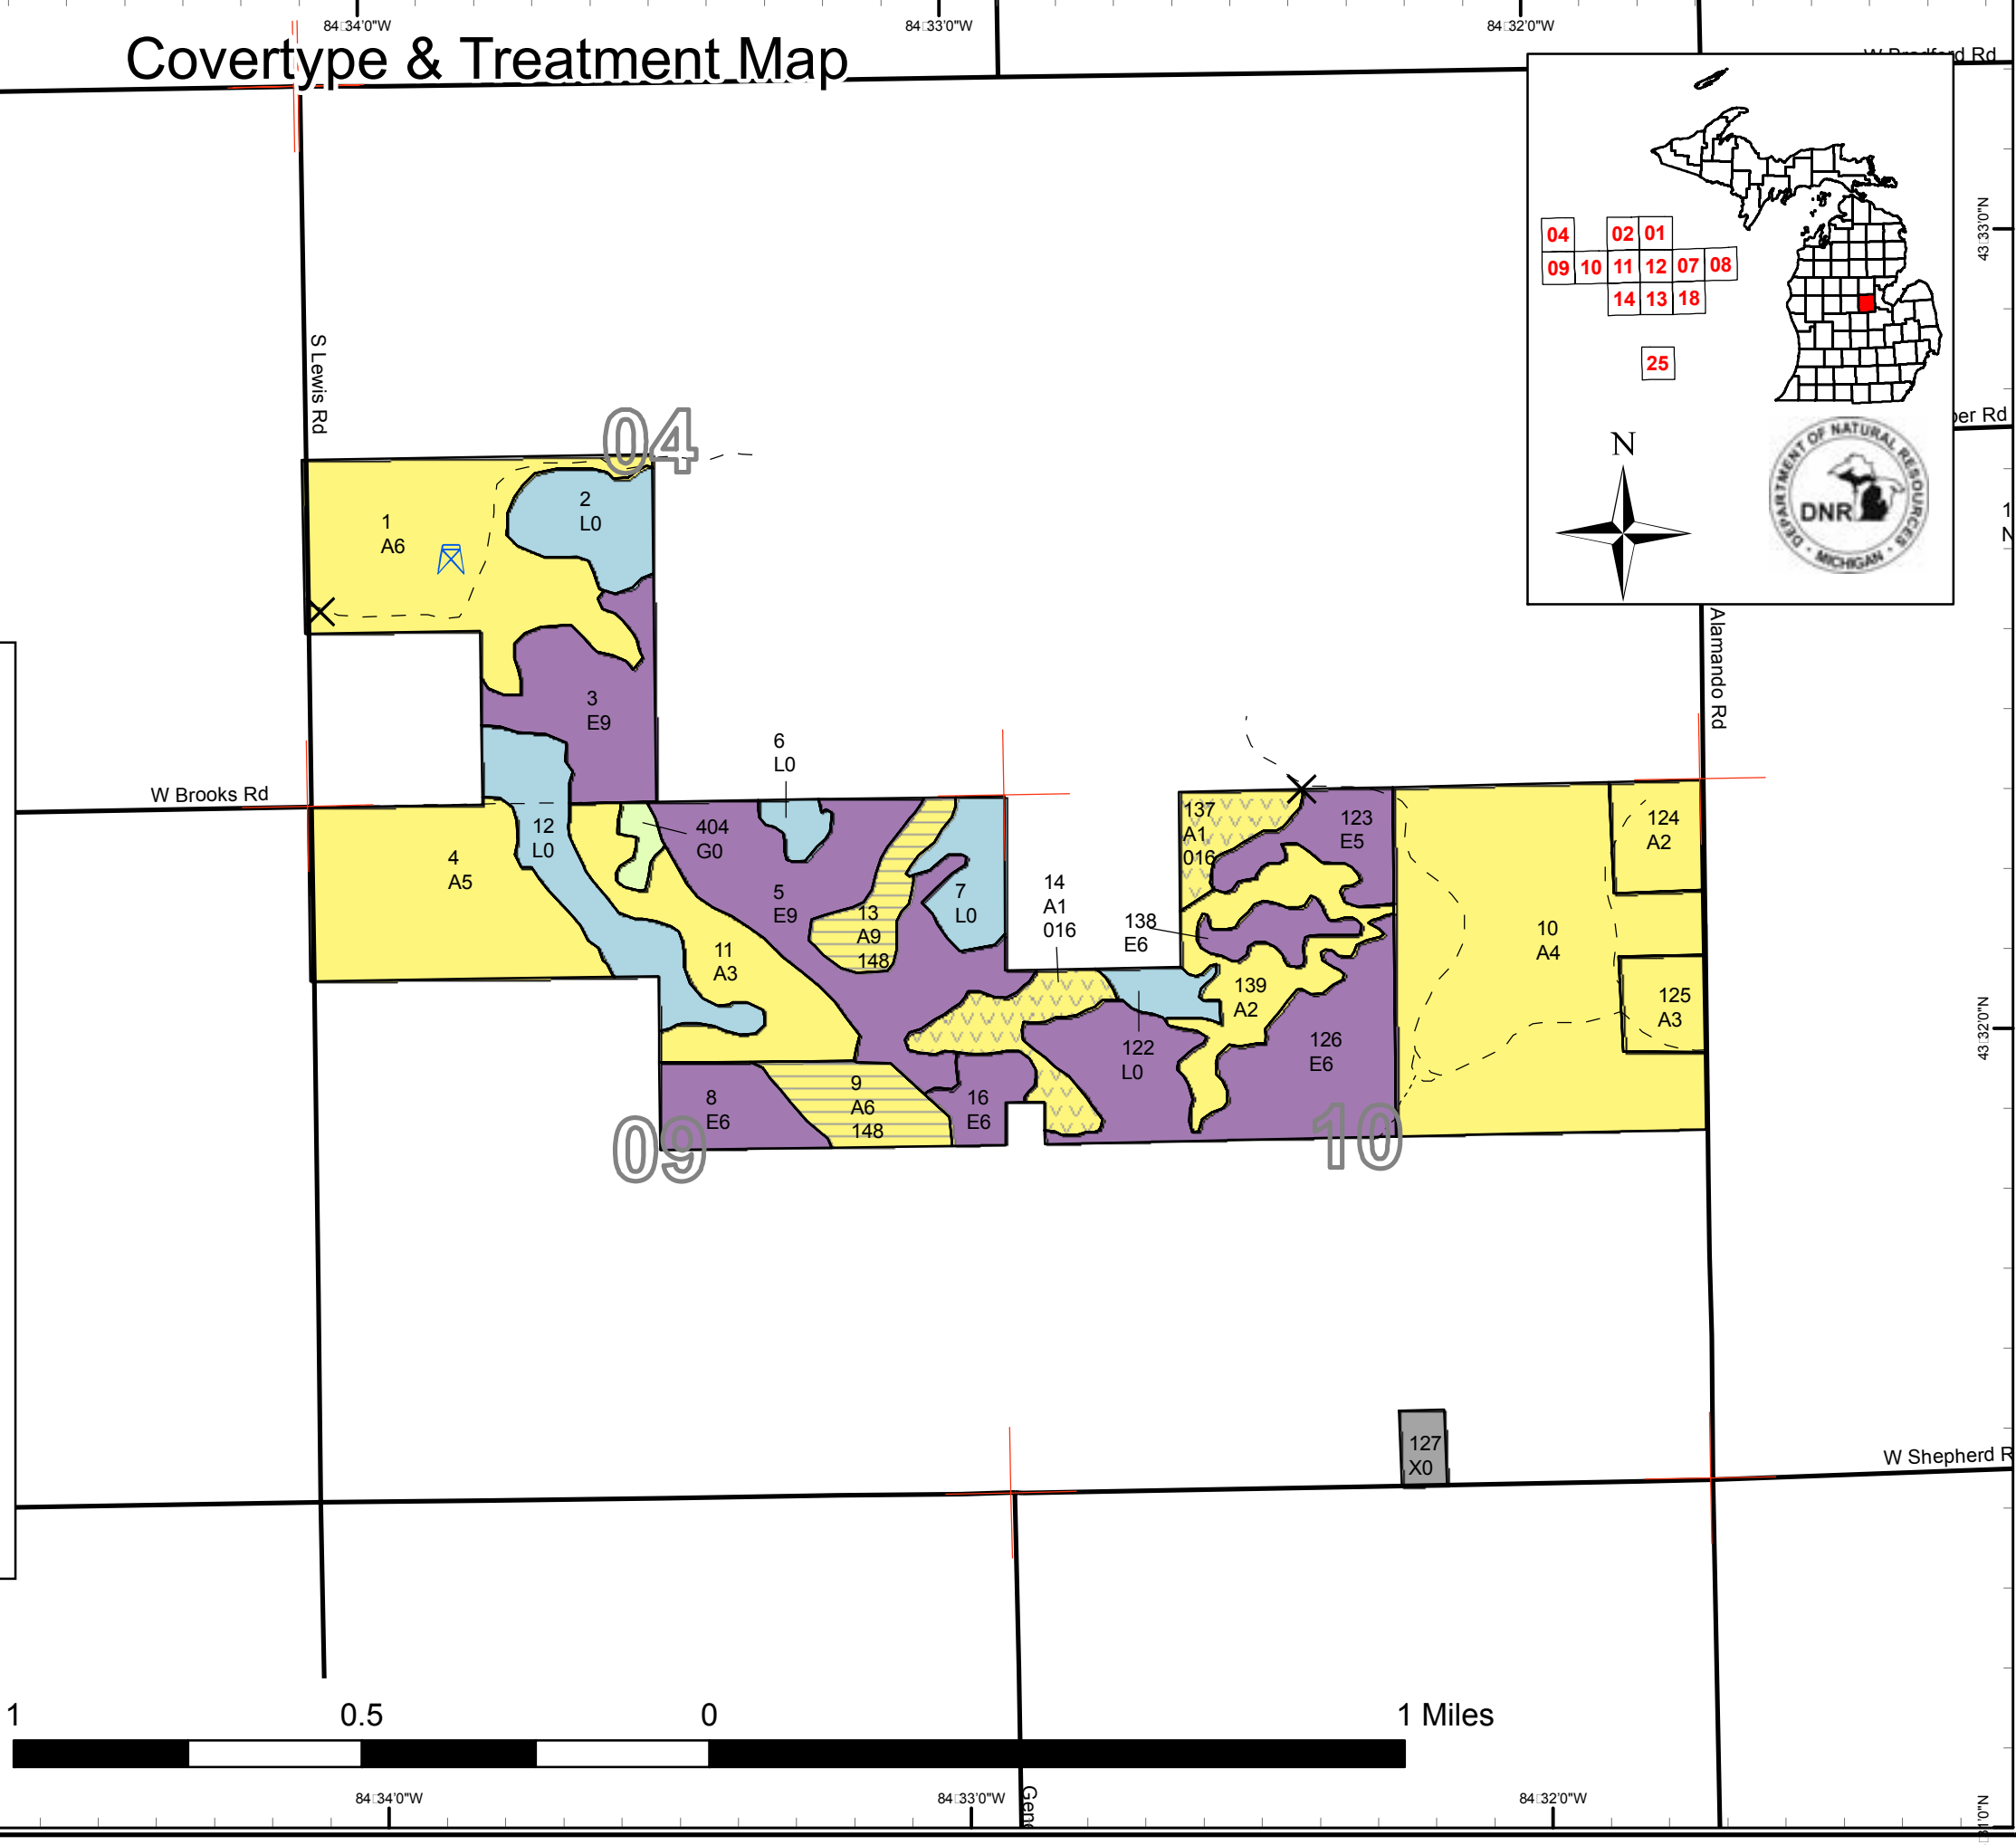 84°34'0"W
84°33'0"W
84°32'0"W
Covertype & Treatment Map
04
02
01
09
10
11
12
07
08
14
13
18
25
N
DEPARTMENT OF NATURAL RESOURCES
DNR
• MICHIGAN •
43°33'0"N
S Lewis Rd
04
1
A6
2
L0
3
E9
Alamando Rd
W Brooks Rd
6
L0
4
A5
12
L0
404
G0
5
E9
11
A3
13
A9
148
7
L0
14
A1
016
138
E6
137
A1
016
123
E5
124
A2
10
A4
125
A3
139
A2
122
L0
126
E6
8
E6
9
A6
148
16
E6
09
10
43°32'0"N
127
X0
W Shepherd R
1
0.5
0
1 Miles
84°34'0"W
84°33'0"W
84°32'0"W
Gene